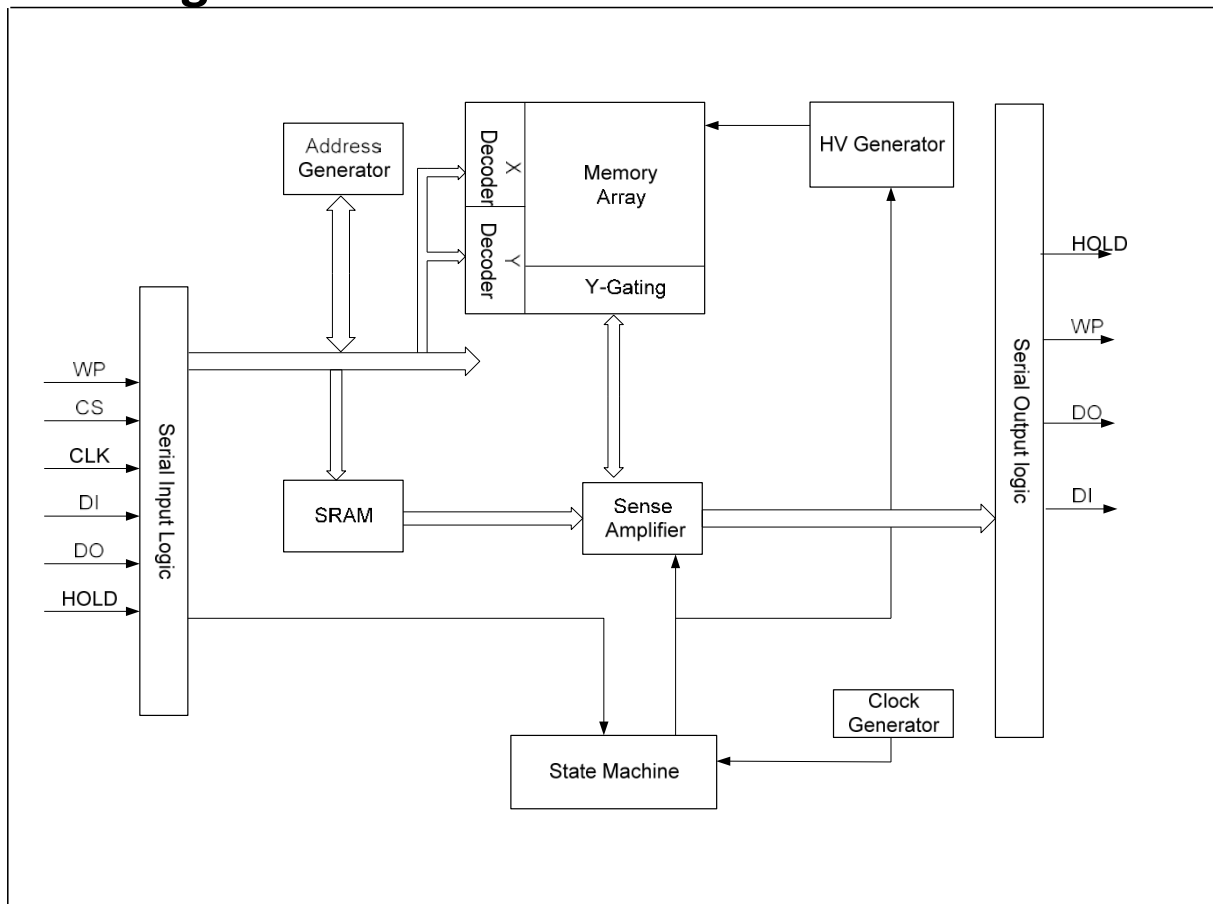 Address
Generator
X
Decoder
Y
Decoder
Memory
Array
Y-Gating
HV Generator
HOLD
WP
DO
DI
Serial Output logic
WP
CS
CLK
DI
DO
HOLD
Serial Input Logic
SRAM
Sense
Amplifier
Clock
Generator
State Machine